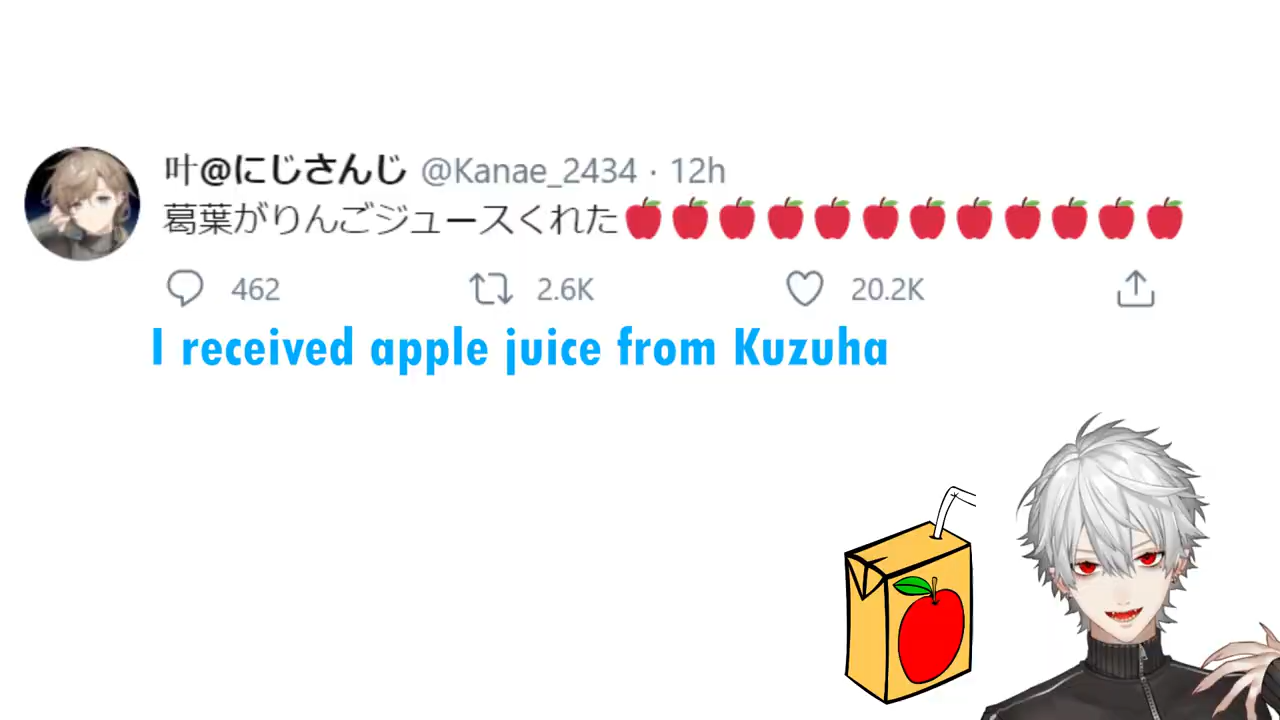 叶@にじさんじ @Kanae_2434 · 12h
葛葉がりんごジュースくれた🍎🍎🍎🍎🍎🍎🍎🍎🍎🍎🍎🍎
462 2.6K 20.2K
I received apple juice from Kuzuha